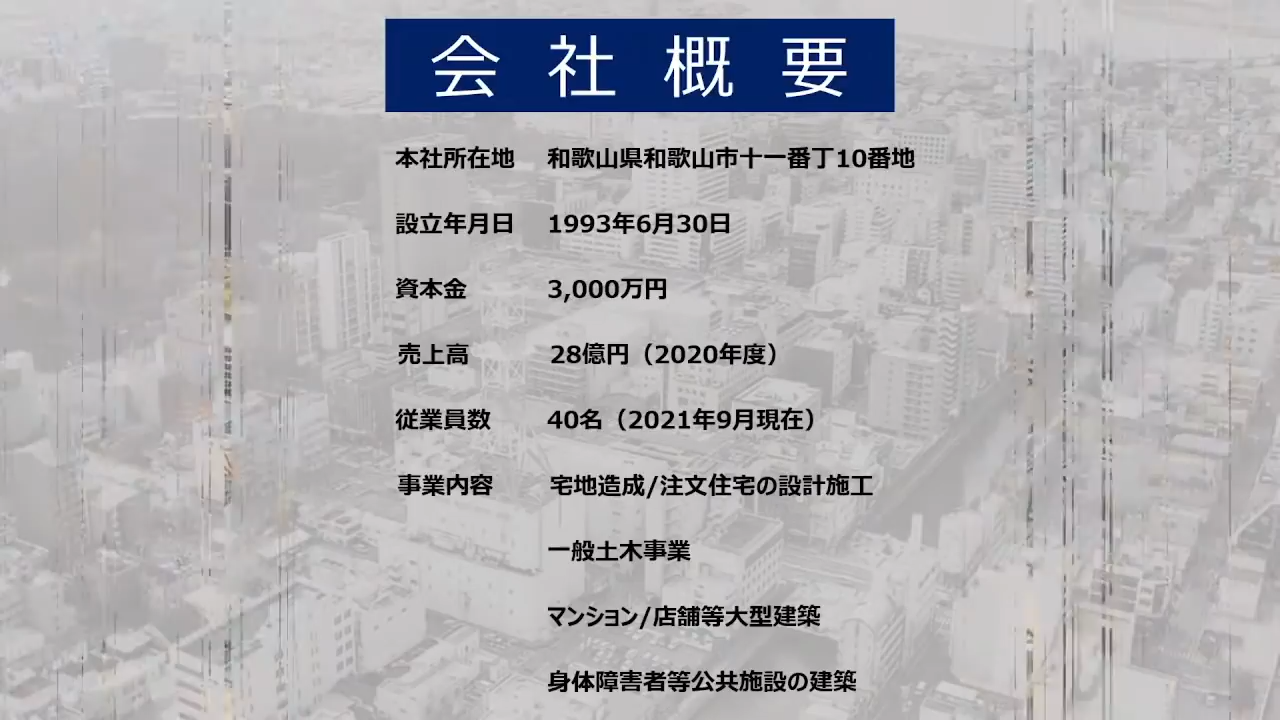 会社概要
本社所在地 和歌山県和歌山市十一番丁10番地
設立年月日 1993年6月30日
資本金 3,000万円
売上高 28億円（2020年度）
従業員数 40名（2021年9月現在）
事業内容 宅地造成/注文住宅の設計施工
一般土木事業
マンション/店舗等大型建築
身体障害者等公共施設の建築